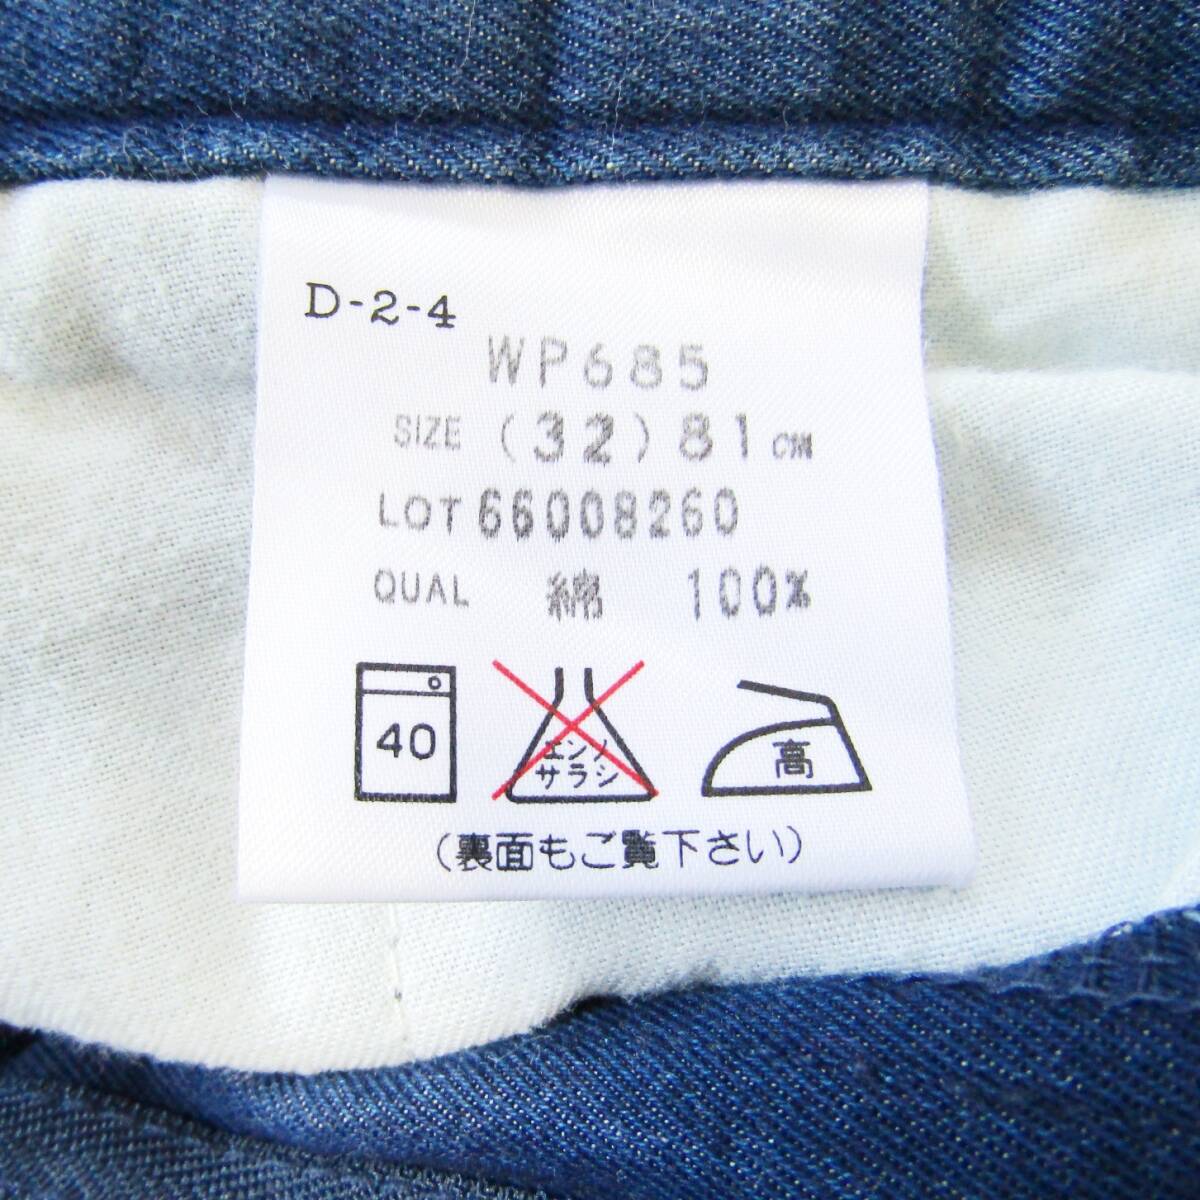 D-2-4
WP685
SIZE (32)81cm
LOT 66008260
QUAL 綿 100%
40
エンソ
サラシ
高
(裏面もご覧下さい)